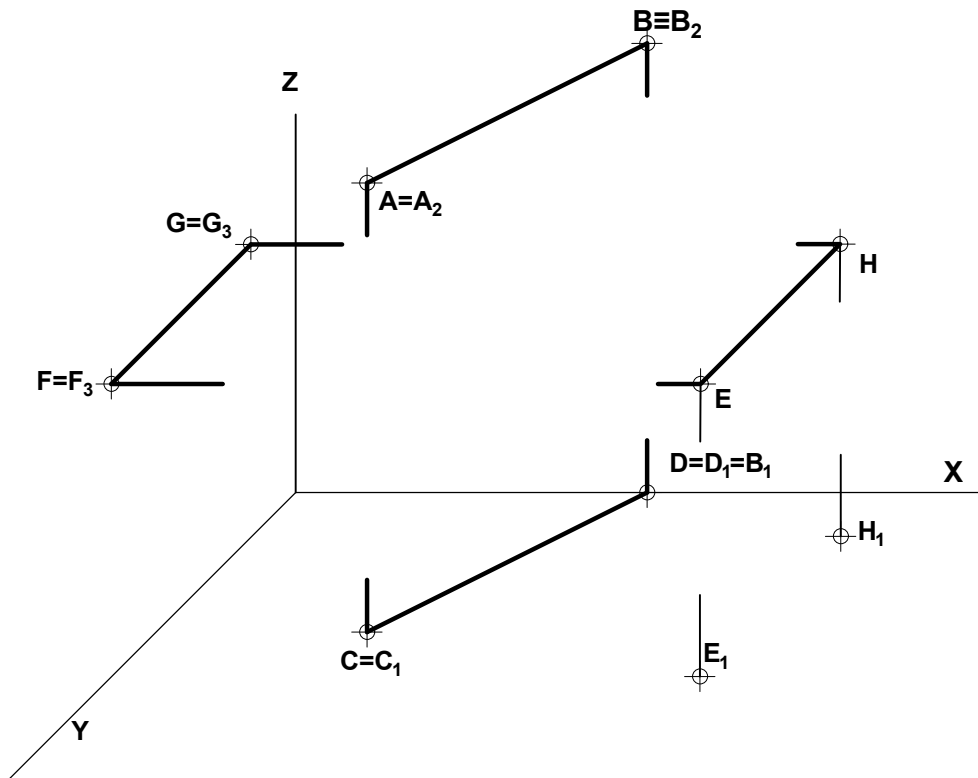 B≡B₂
Z
A=A₂
G=G₃
H
F=F₃
E
D=D₁=B₁
X
H₁
E₁
C=C₁
Y